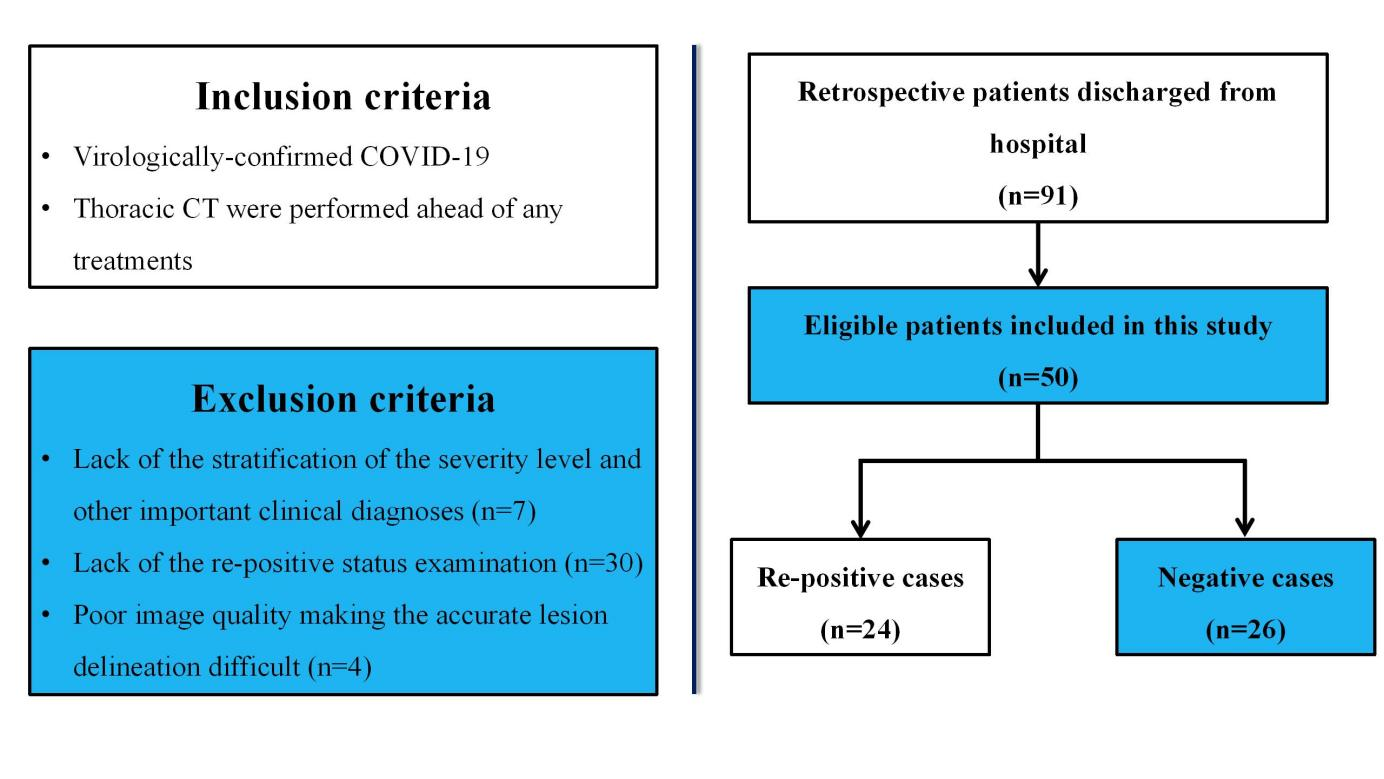 Inclusion criteria
• Virologically-confirmed COVID-19
• Thoracic CT were performed ahead of any
treatments
Exclusion criteria
• Lack of the stratification of the severity level and
other important clinical diagnoses (n=7)
• Lack of the re-positive status examination (n=30)
• Poor image quality making the accurate lesion
delineation difficult (n=4)
Retrospective patients discharged from
hospital
(n=91)
Eligible patients included in this study
(n=50)
Re-positive cases
(n=24)
Negative cases
(n=26)